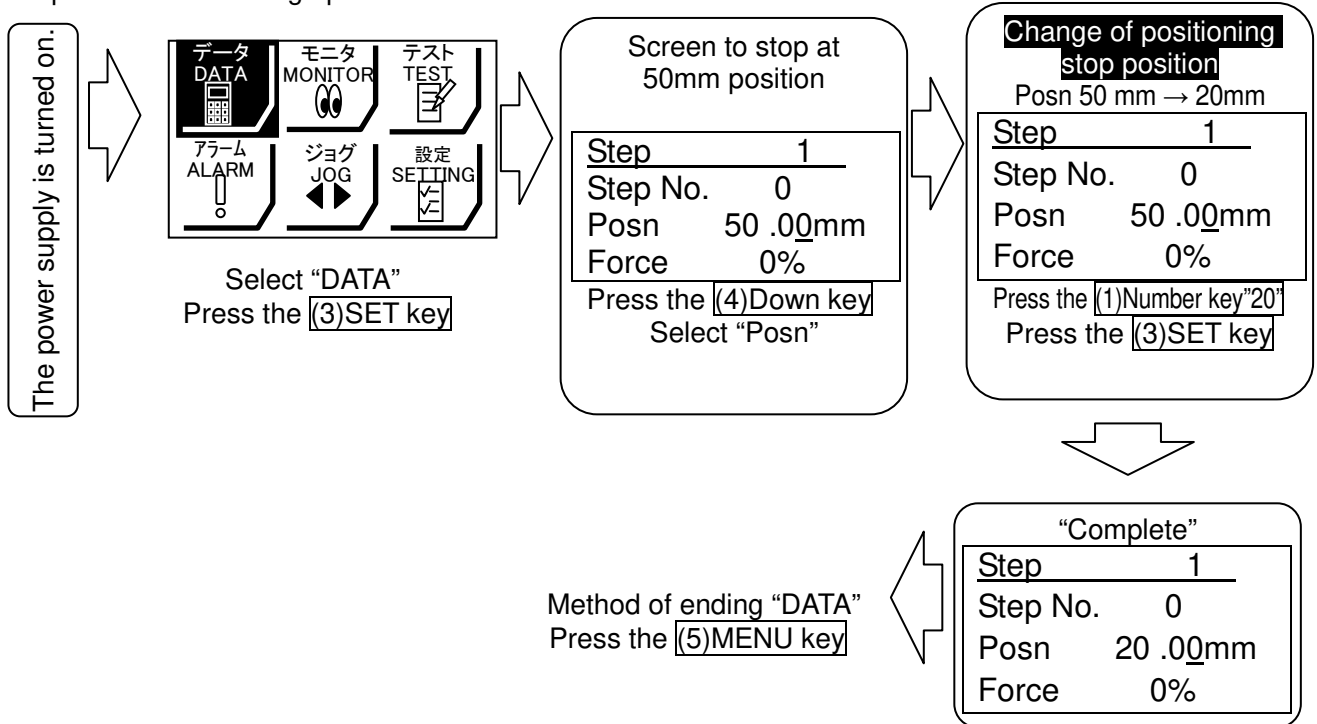 The power supply is turned on.
データ
DATA
モニタ
MONITOR
テスト
TEST
アラーム
ALARM
ジョグ
JOG
設定
SETTING
Select “DATA”
Press the (3)SET key
Screen to stop at
50mm position
Step 1
Step No. 0
Posn 50 .00mm
Force 0%
Press the (4)Down key
Select “Posn”
Change of positioning
stop position
Posn 50 mm → 20mm
Step 1
Step No. 0
Posn 50 .00mm
Force 0%
Press the (1)Number key"20"
Press the (3)SET key
“Complete”
Step 1
Step No. 0
Posn 20 .00mm
Force 0%
Method of ending “DATA”
Press the (5)MENU key